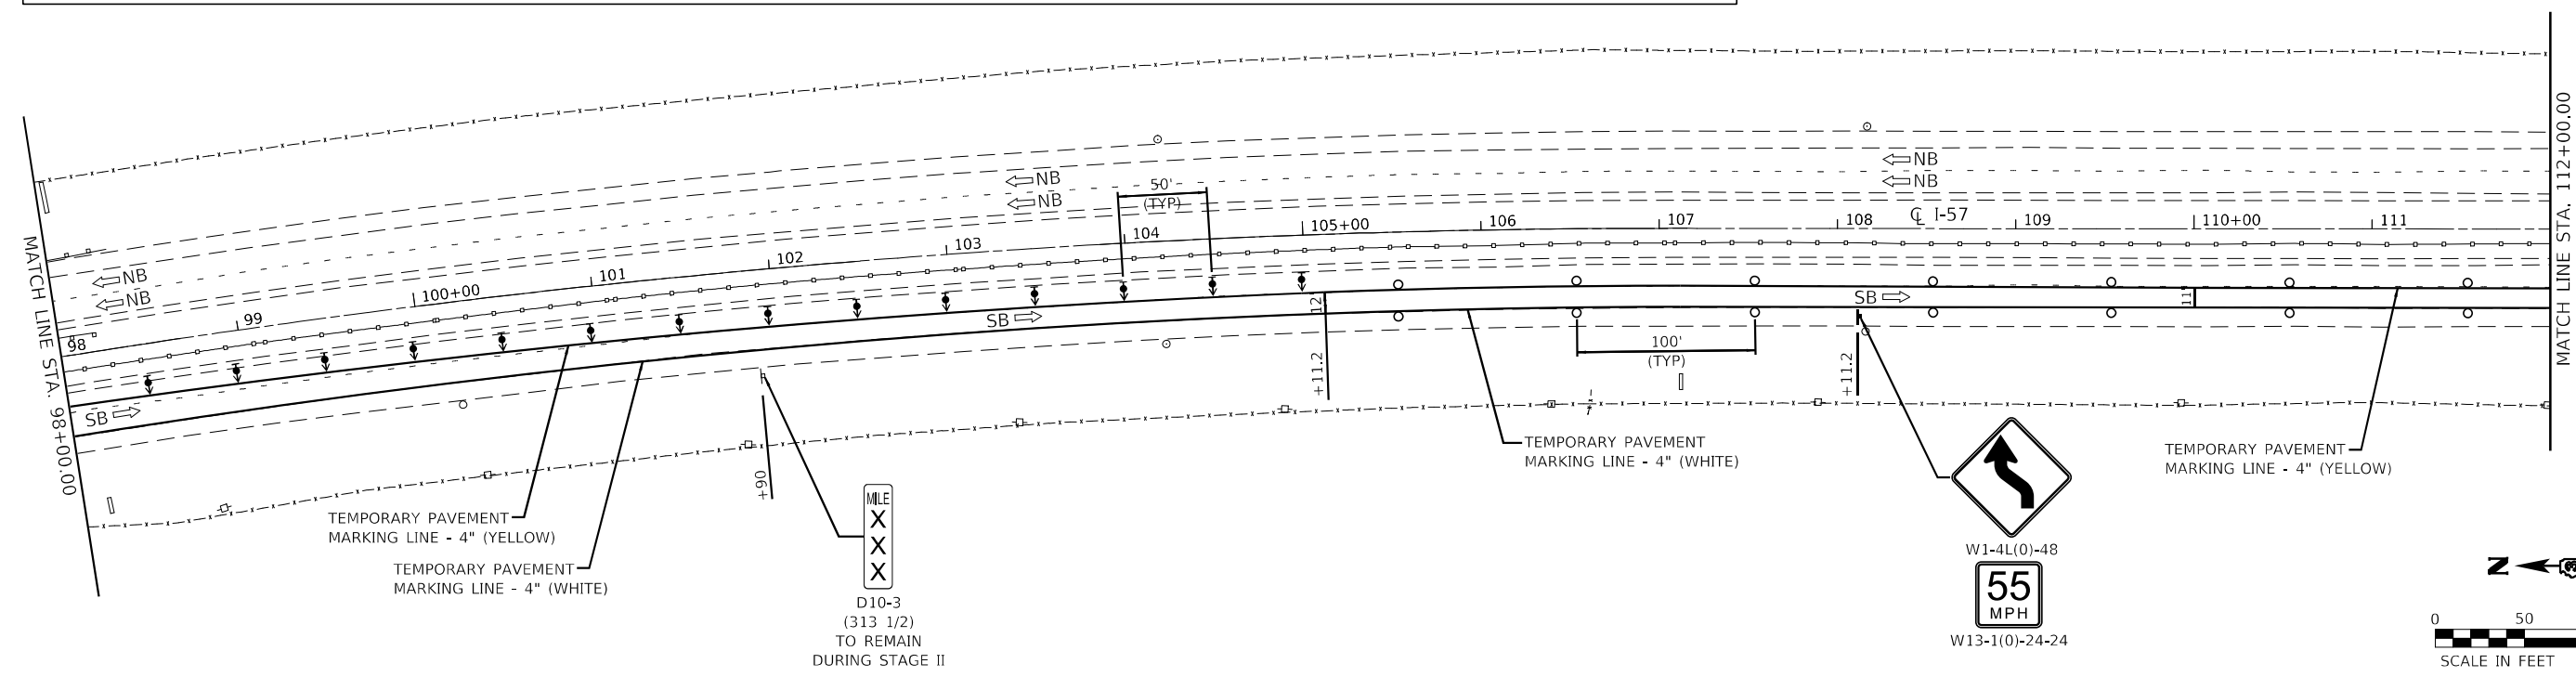 MATCH LINE STA. 98+00.00
NB
NB
SB
98
99
100+00
101
102
103
104
105+00
106
107
108
109
110+00
111
NB
NB
50'
(TYP)
SB
12'
+11.2
NB
NB
℄ I-57
SB
11'
100'
(TYP)
+11.2
+90
TEMPORARY PAVEMENT
MARKING LINE - 4" (YELLOW)
TEMPORARY PAVEMENT
MARKING LINE - 4" (WHITE)
MILE
X
X
X
D10-3
(313 1/2)
TO REMAIN
DURING STAGE II
TEMPORARY PAVEMENT
MARKING LINE - 4" (WHITE)
W1-4L(0)-48
55
MPH
W13-1(0)-24-24
TEMPORARY PAVEMENT
MARKING LINE - 4" (YELLOW)
MATCH LINE STA. 112+00.00
N
0 50
SCALE IN FEET